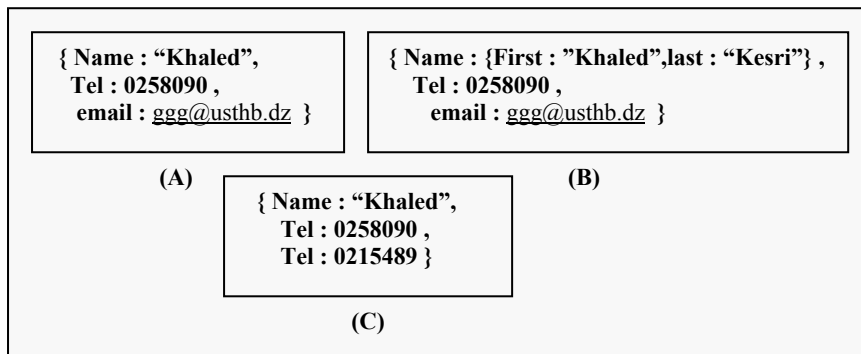 { Name : “Khaled”,
Tel : 0258090 ,
email : ggg@usthb.dz }
(A)
{ Name : {First : ”Khaled”,last : “Kesri”} ,
Tel : 0258090 ,
email : ggg@usthb.dz }
(B)
{ Name : “Khaled”,
Tel : 0258090 ,
Tel : 0215489 }
(C)